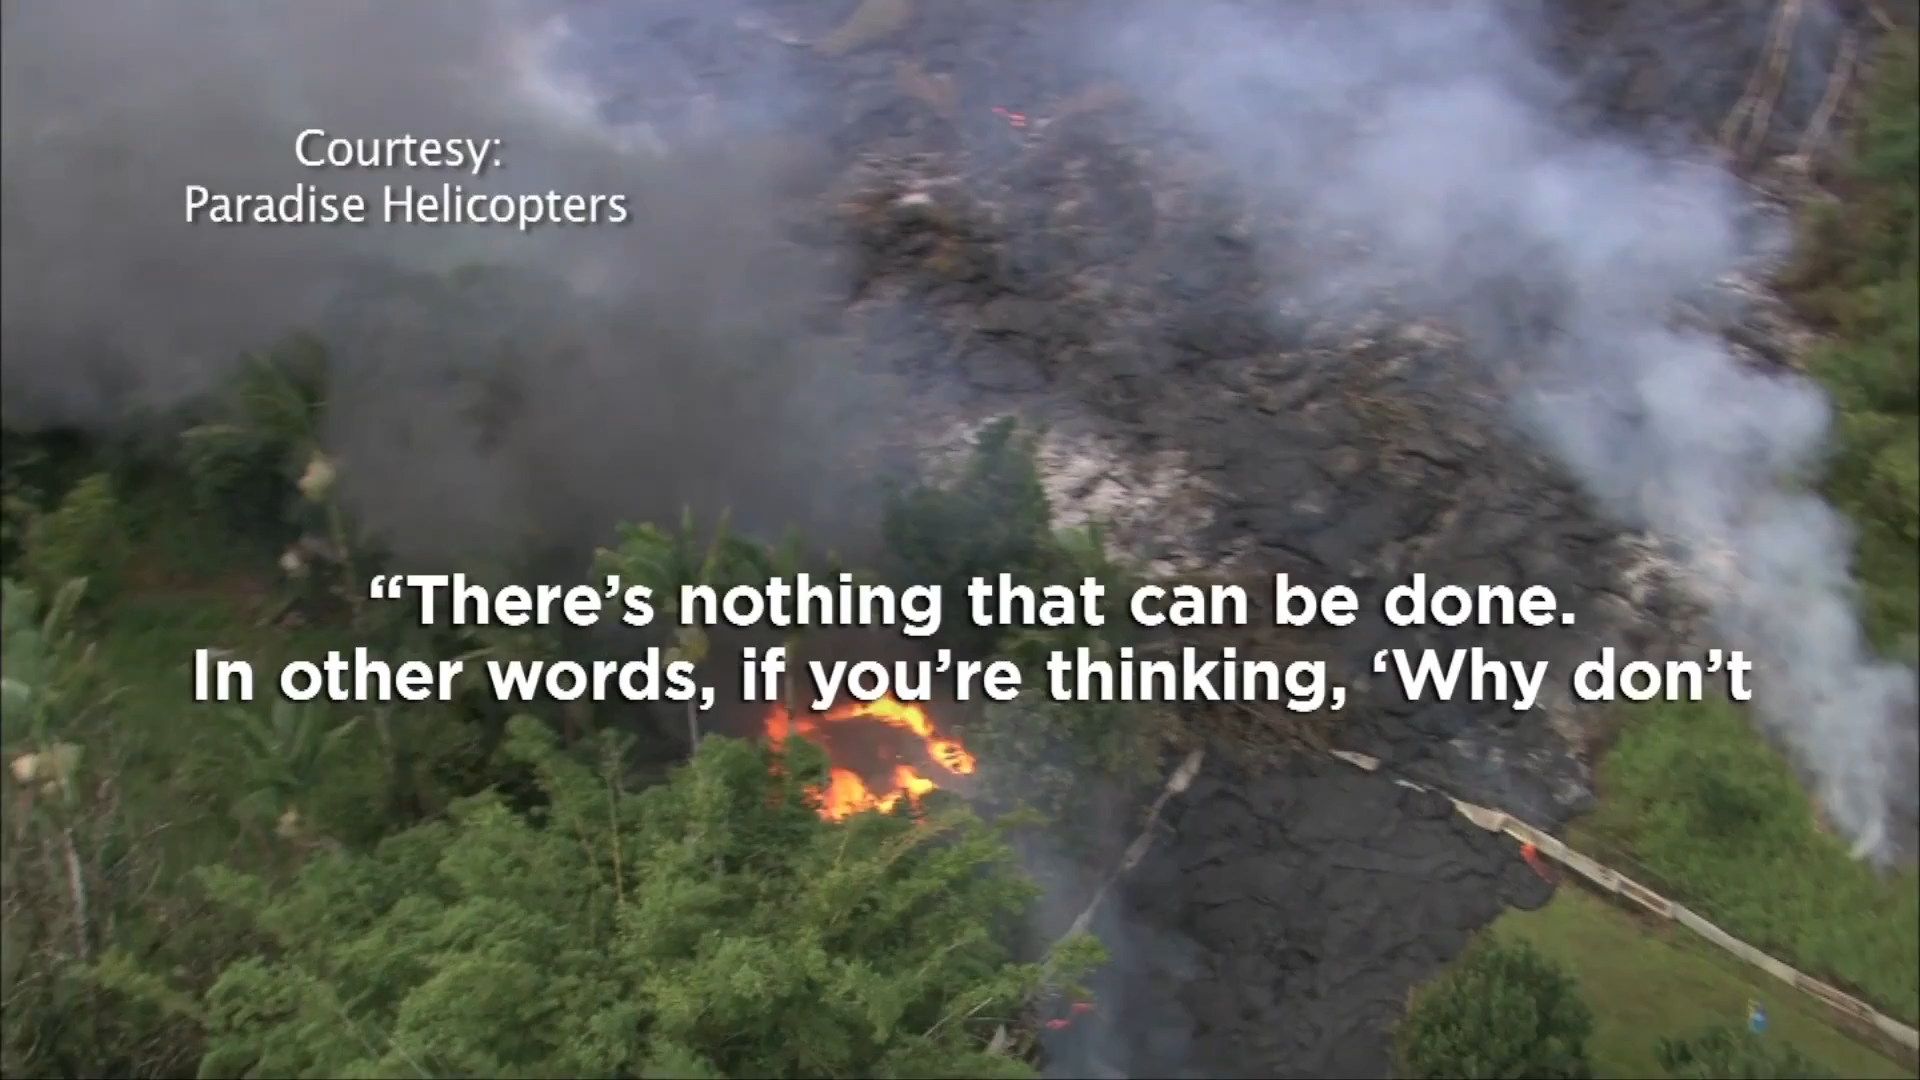 Courtesy:
Paradise Helicopters
“There’s nothing that can be done.
In other words, if you’re thinking, ‘Why don’t